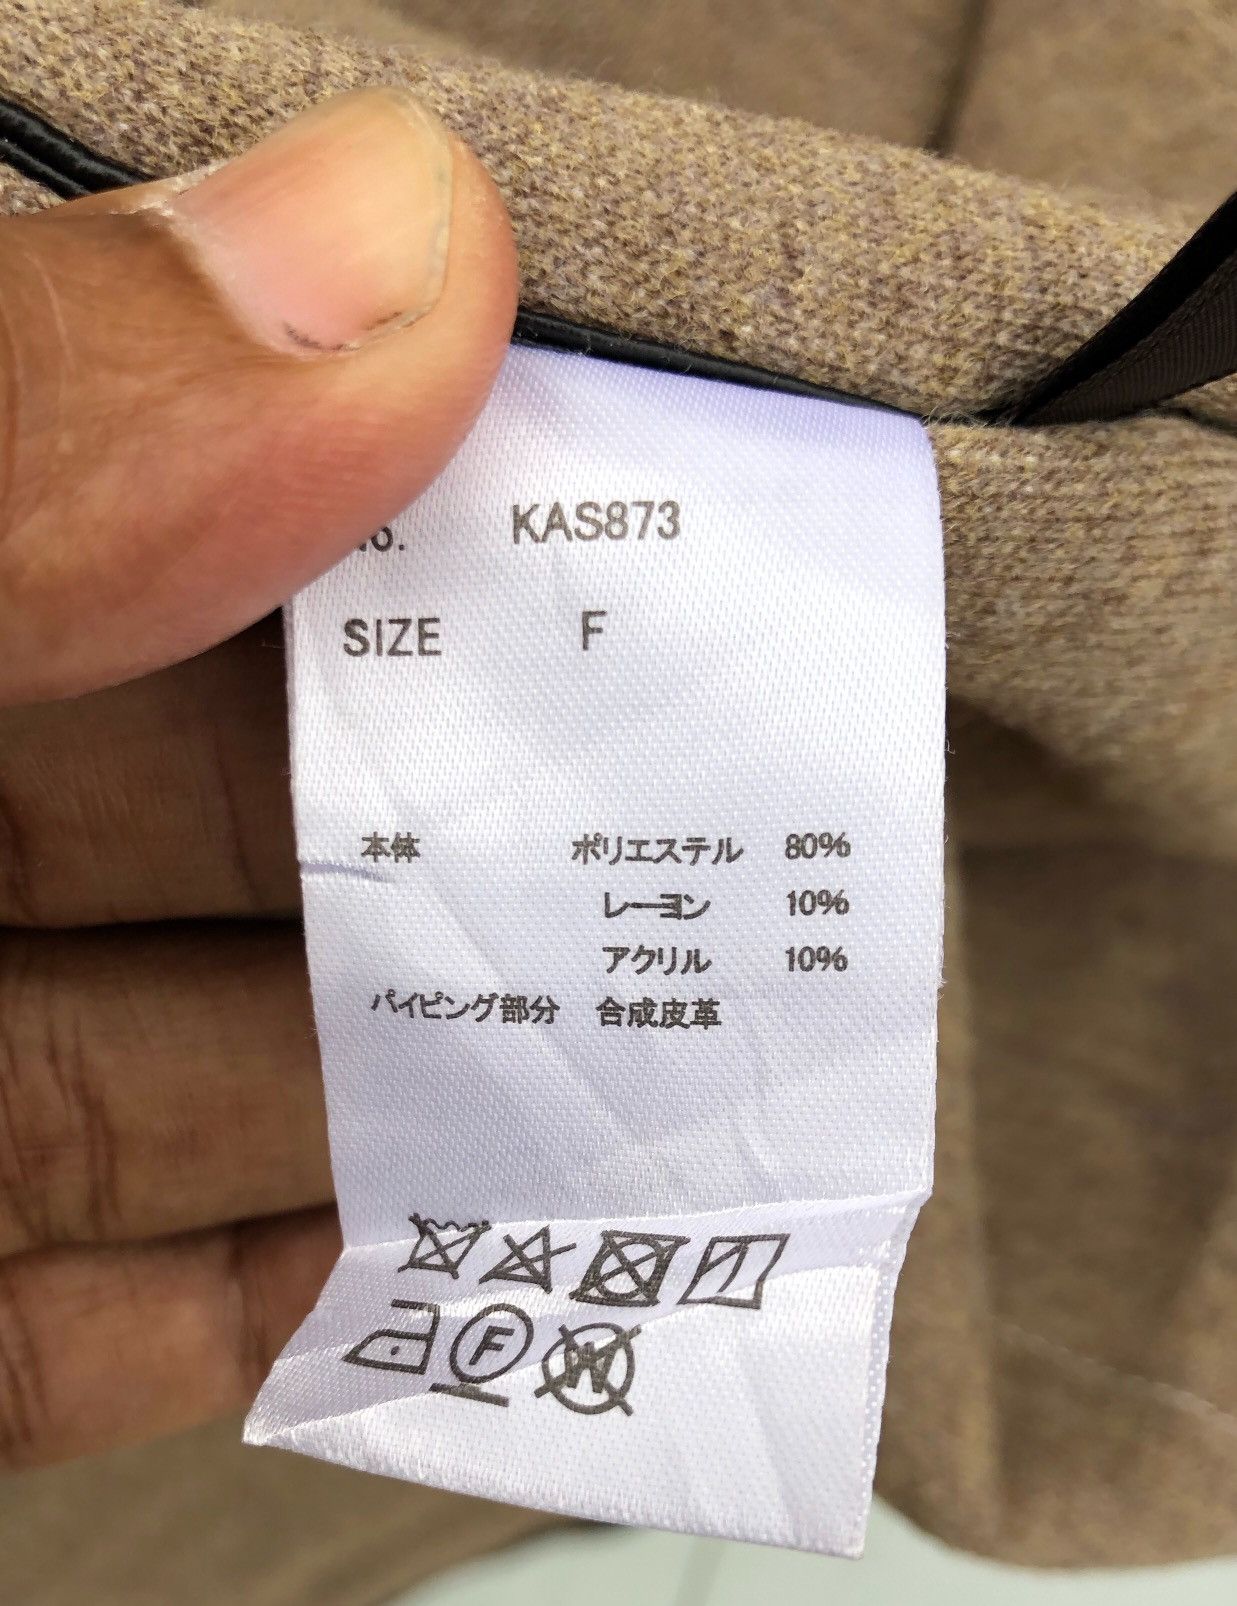 KAS873
SIZE F
本体 ポリエステル 80%
レーヨン 10%
アクリル 10%
パイピング部分 合成皮革
F
W